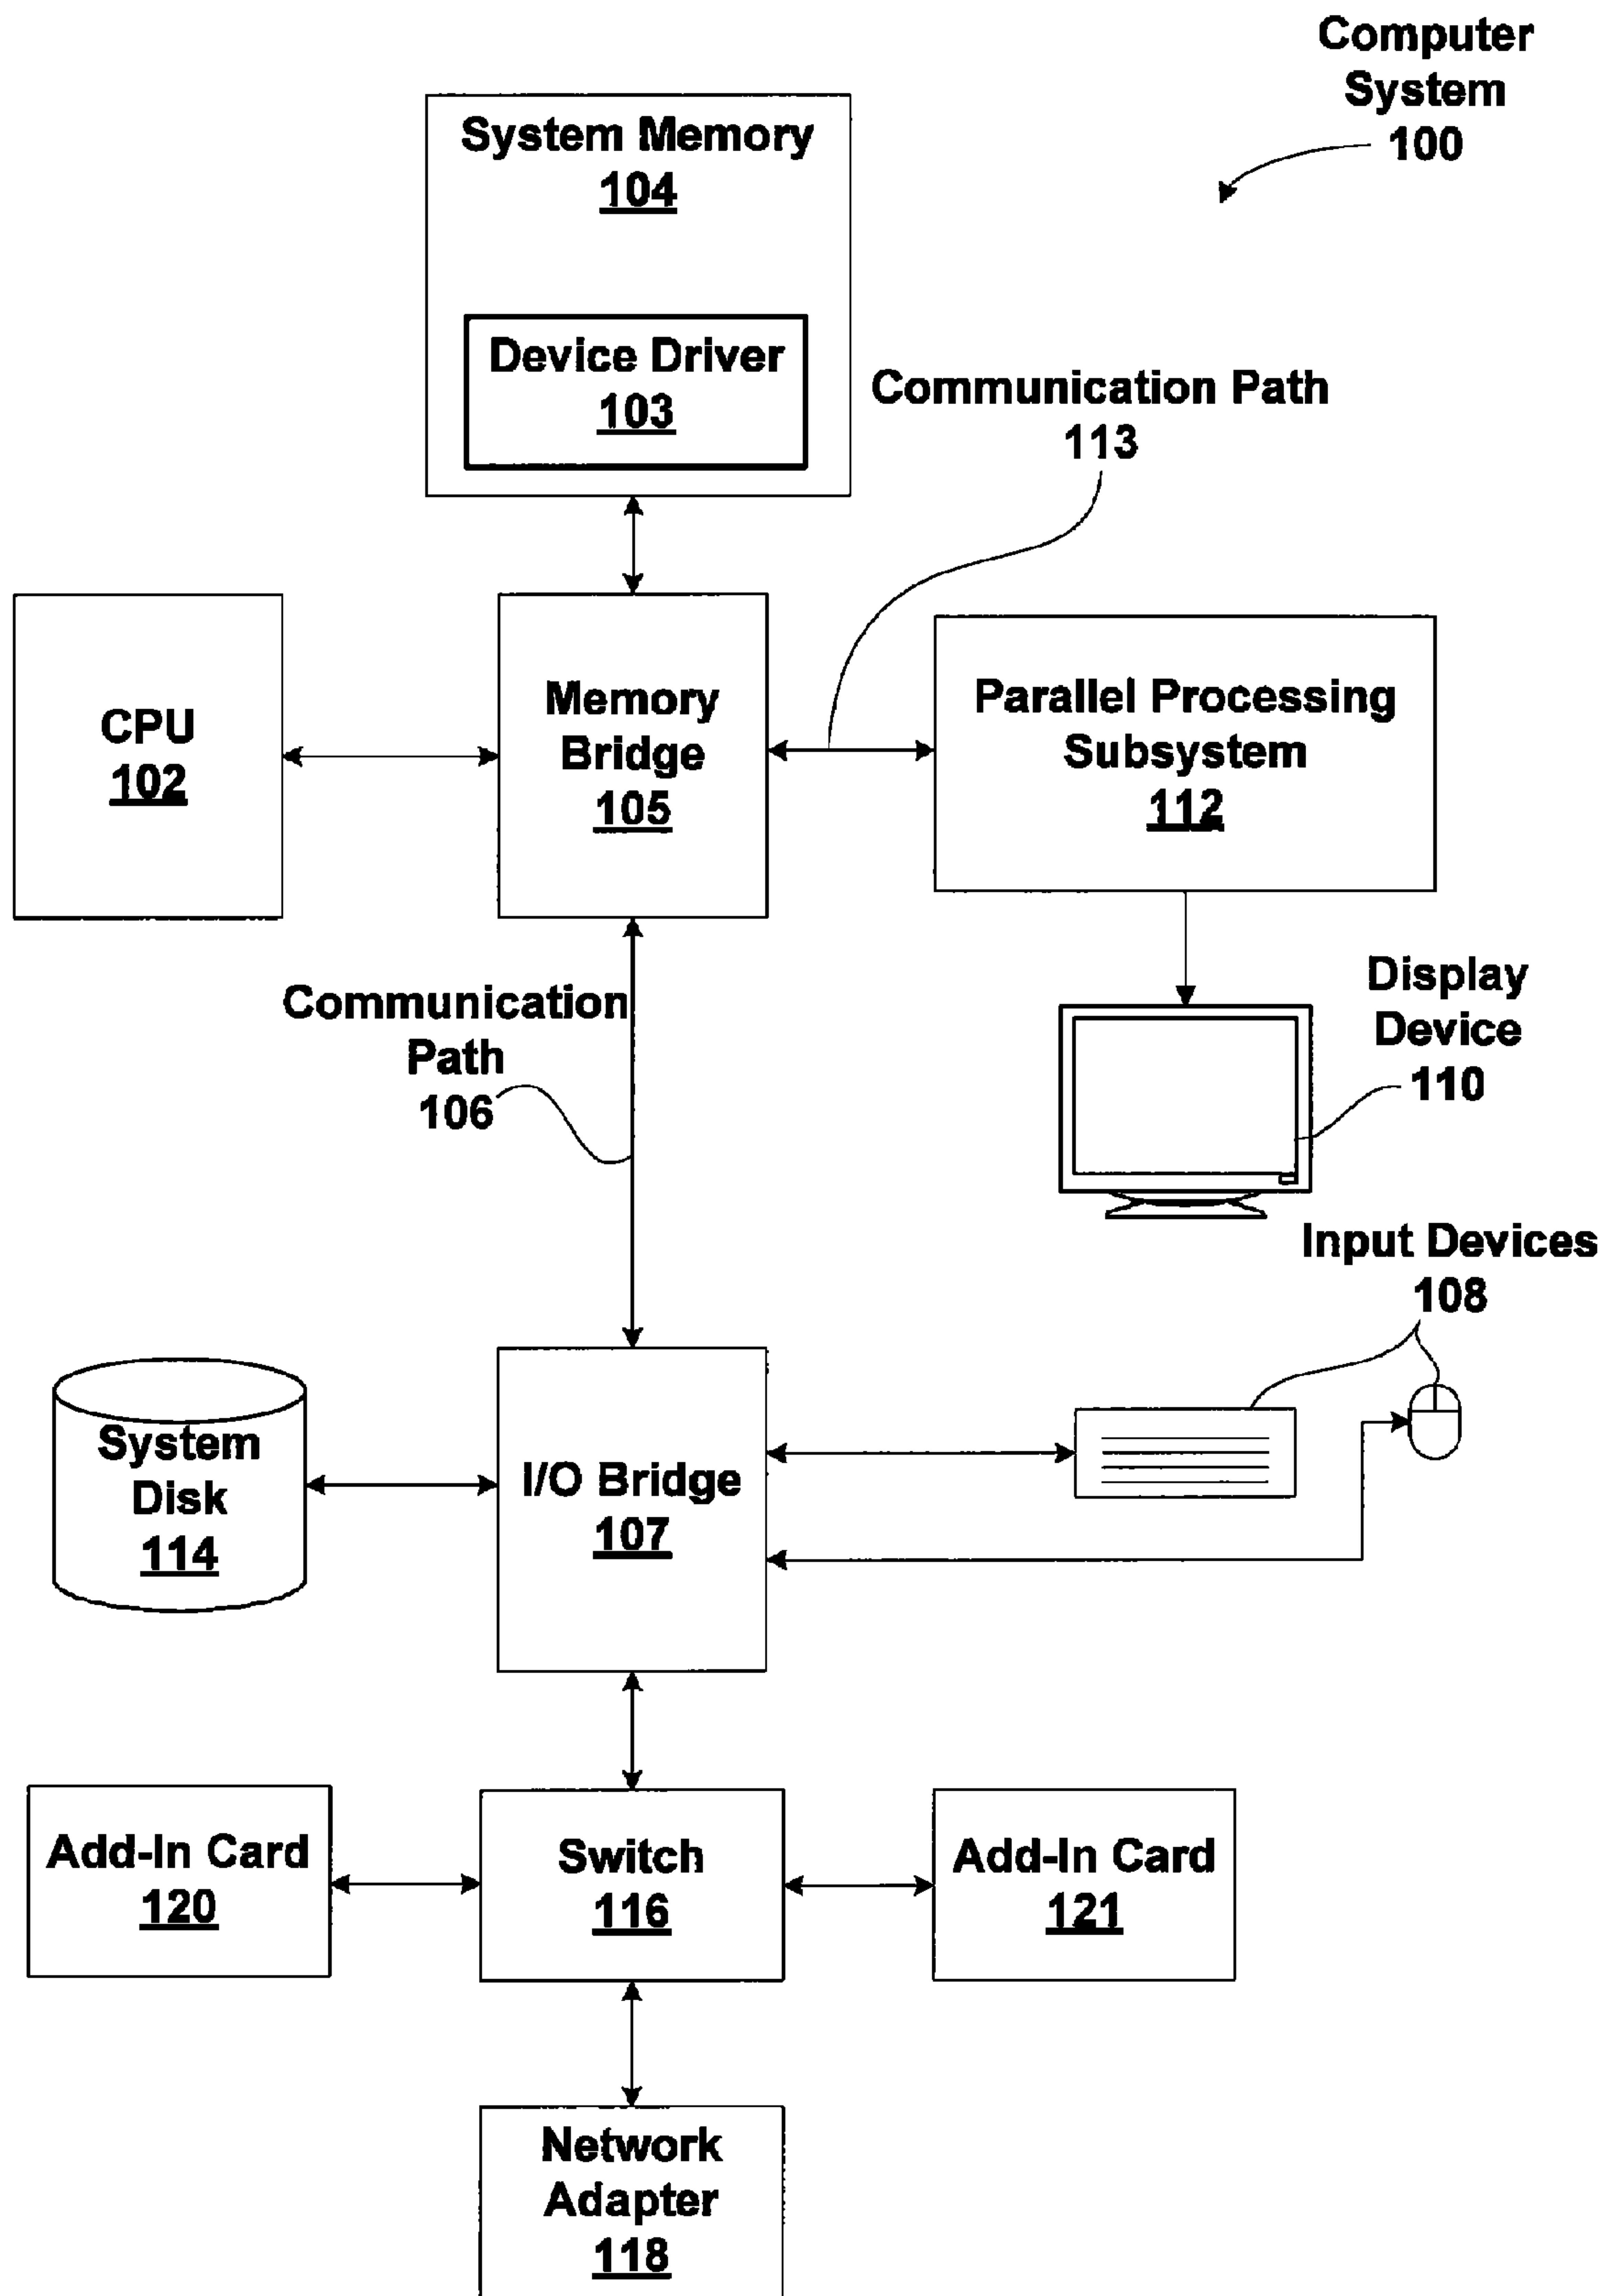 Computer
System
100
System Memory
104
Device Driver
103
Communication Path
113
CPU
102
Memory
Bridge
105
Parallel Processing
Subsystem
112
Communication
Path
106
Display
Device
110
Input Devices
108
System
Disk
114
I/O Bridge
107
Add-In Card
120
Switch
116
Add-In Card
121
Network
Adapter
118